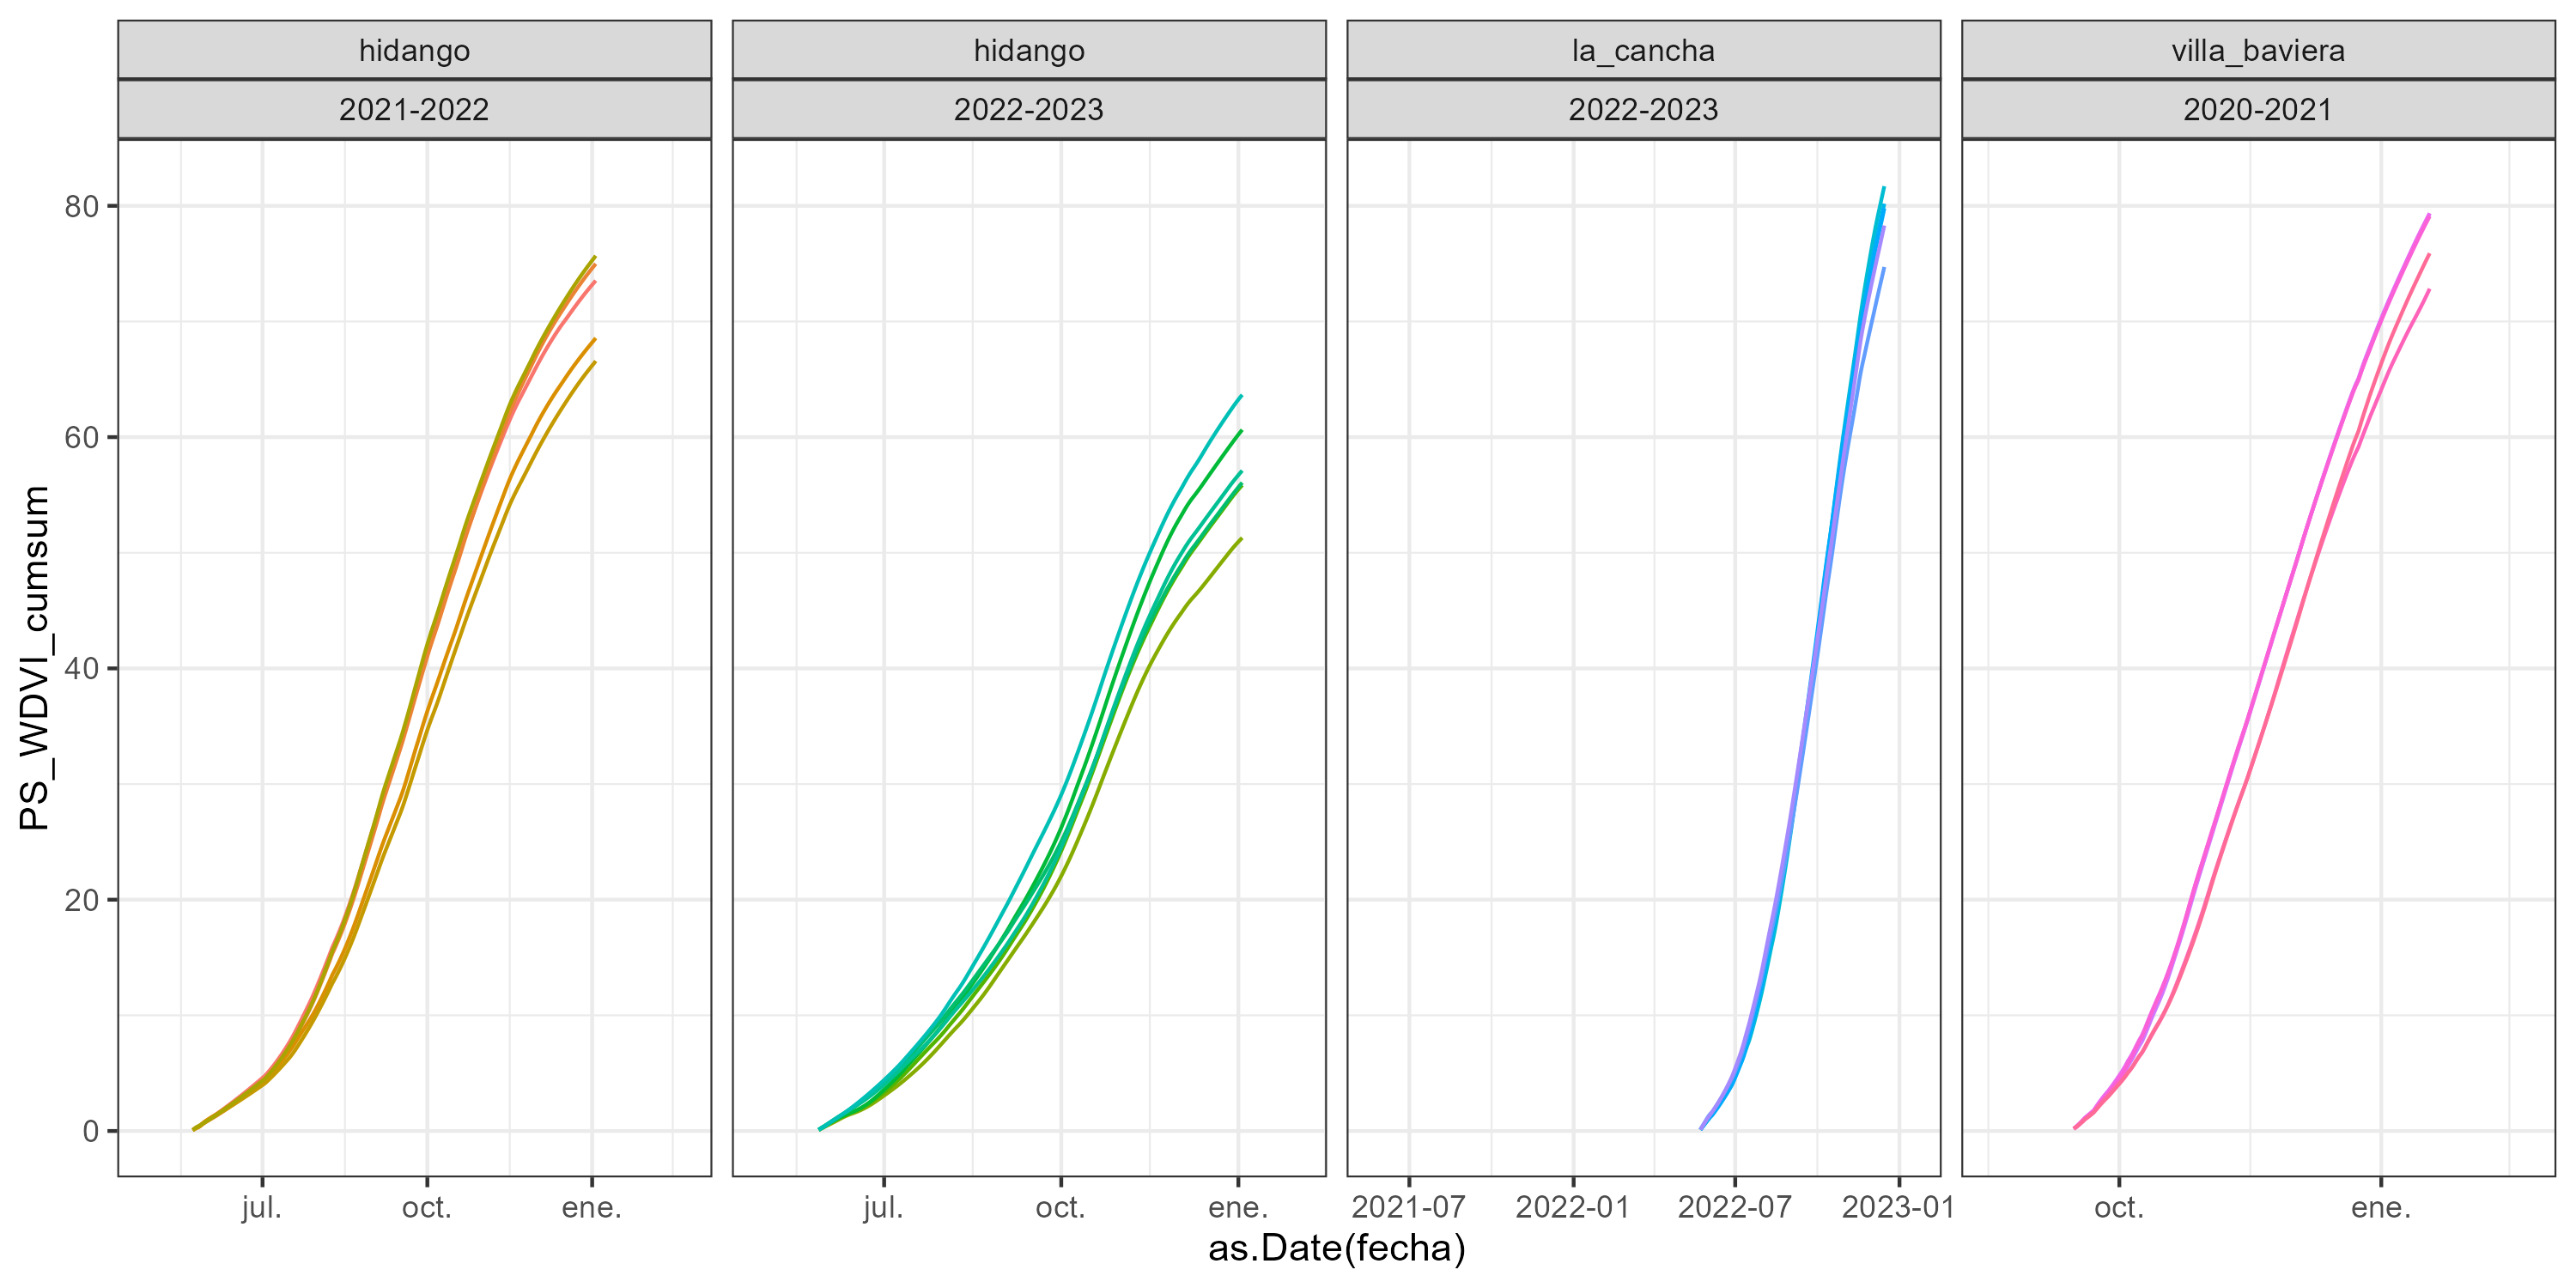 hidango hidango la_cancha villa_baviera
2021-2022 2022-2023 2022-2023 2020-2021
PS_WDVI_cumsum
80
60
40
20
0
jul. oct. ene. jul. oct. ene. 2021-07 2022-01 2022-07 2023-01 oct. ene.
as.Date(fecha)